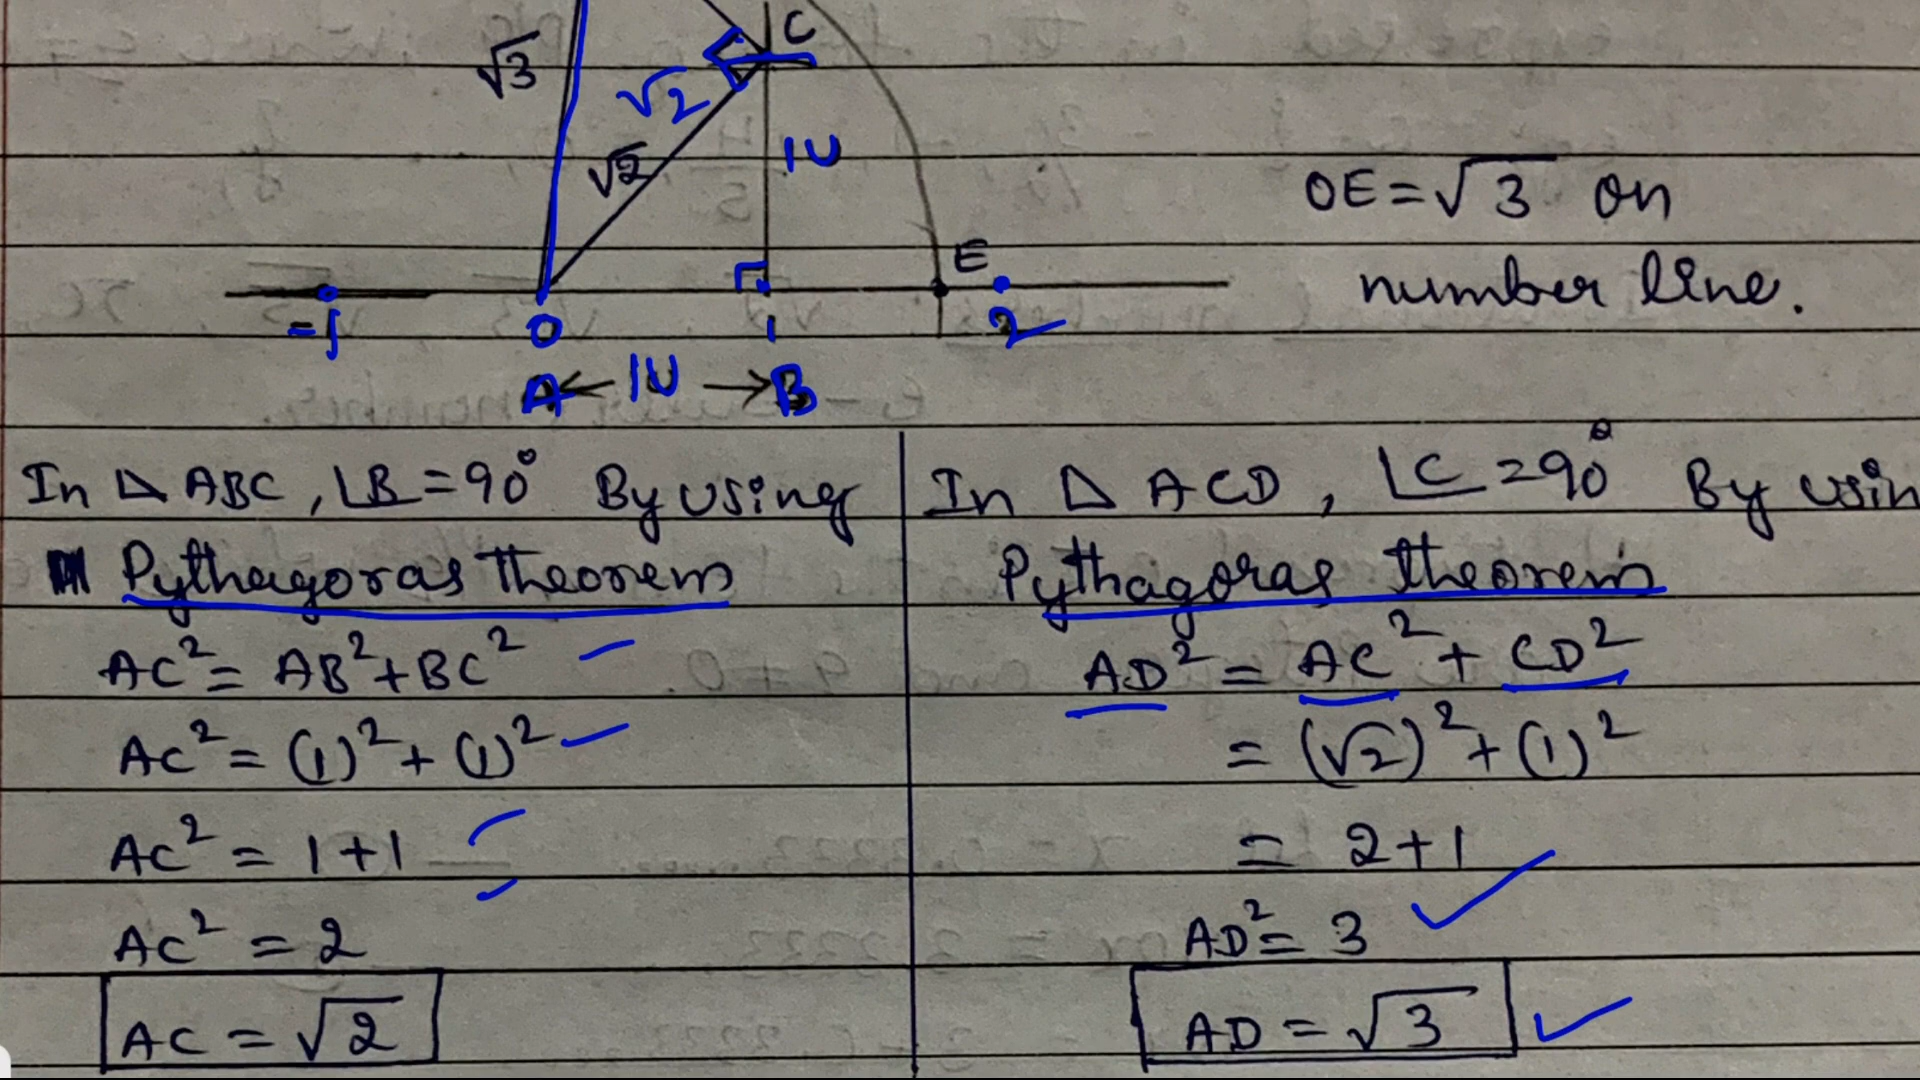 √3
C
√2
√2
1U
OE = √3 on
number line.
E
-1
0
1
2
A ← 1U → B
In △ ABC, ∠B = 90° By using
Pythagoras theorem
AC² = AB² + BC²
AC² = (1)² + (1)²
AC² = 1+1
AC² = 2
AC = √2
In △ ACD, ∠C = 90° By usin
Pythagoras theorem
AD² = AC² + CD²
= (√2)² + (1)²
= 2+1
AD² = 3
AD = √3